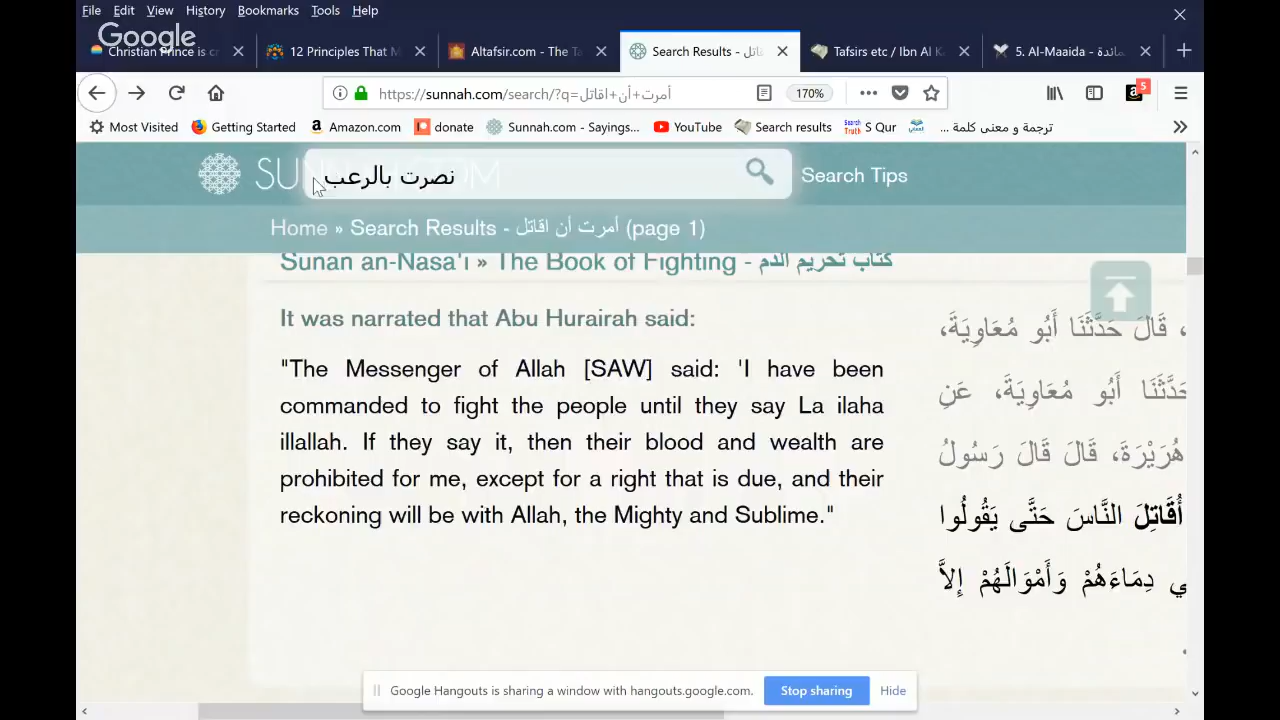 File Edit View History Bookmarks Tools Help
Google
Christian Prince is cr
12 Principles That M
Altafsir.com - The Ta
Search Results - قاتل
Tafsirs etc / Ibn Al K
5. Al-Maaida - مائدة
https://sunnah.com/search/?q=أمرت+أن+اقاتل
170%
5
Most Visited Getting Started Amazon.com donate Sunnah.com - Sayings... YouTube Search results S Qur ترجمة و معنى كلمة ...
نصرت بالرعب
Search Tips
Home » Search Results - أمرت أن اقاتل (page 1)
Sunan an-Nasa'i » The Book of Fighting - كتاب تحريم الدم
It was narrated that Abu Hurairah said:
"The Messenger of Allah [SAW] said: 'I have been
commanded to fight the people until they say La ilaha
illallah. If they say it, then their blood and wealth are
prohibited for me, except for a right that is due, and their
reckoning will be with Allah, the Mighty and Sublime."
، قَالَ حَدَّثَنَا أَبُو مُعَاوِيَةَ،
حَدَّثَنَا أَبُو مُعَاوِيَةَ، عَنِ
هُرَيْرَةَ، قَالَ قَالَ رَسُولُ
أُقَاتِلَ النَّاسَ حَتَّى يَقُولُوا
ي دِمَاءَهُمْ وَأَمْوَالَهُمْ إِلاَّ
Google Hangouts is sharing a window with hangouts.google.com. Stop sharing Hide